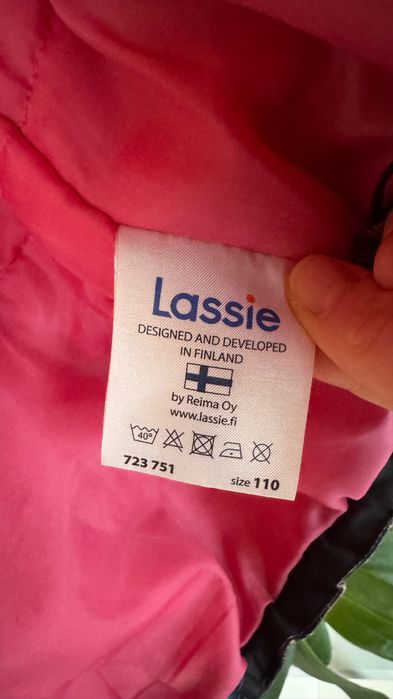 Lassie
DESIGNED AND DEVELOPED
IN FINLAND
by Reima Oy
www.lassie.fi
40°
723 751
size 110